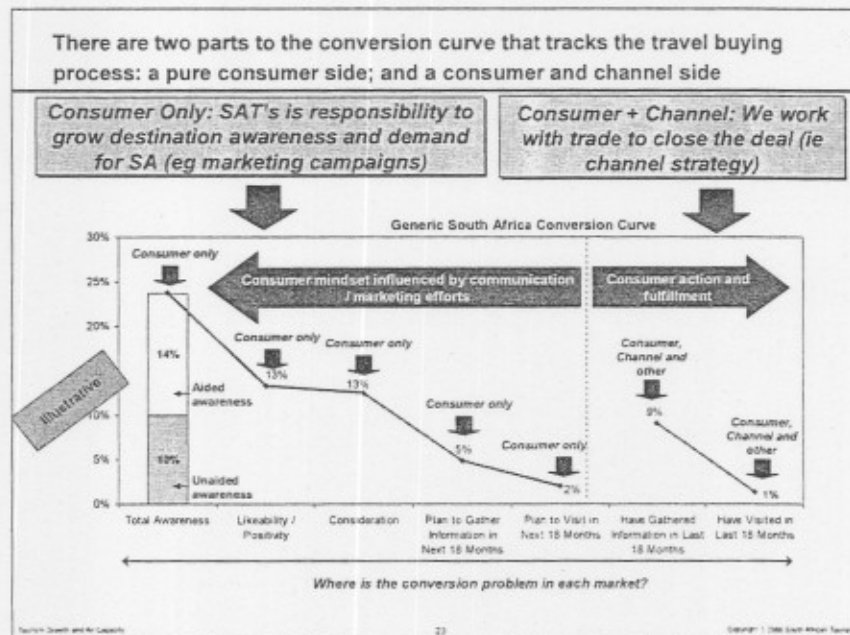 There are two parts to the conversion curve that tracks the travel buying
process: a pure consumer side; and a consumer and channel side
Consumer Only: SAT's is responsibility to
grow destination awareness and demand
for SA (eg marketing campaigns)
Consumer + Channel: We work
with trade to close the deal (ie
channel strategy)
Generic South Africa Conversion Curve
30%
25%
20%
10%
5%
0%
Illustrative
Consumer only
Consumer mindset influenced by communication
/ marketing efforts
Consumer action and
fulfillment
14%
Aided
awareness
10%
Unaided
awareness
Consumer only
13%
Consumer only
13%
Consumer only
5%
Consumer only
2%
Consumer,
Channel and
other
9%
Consumer,
Channel and
other
1%
Total Awareness
Likeability /
Positivity
Consideration
Plan to Gather
Information in
Next 18 Months
Plan to Visit in
Next 18 Months
Have Gathered
Information in Last
18 Months
Have Visited in
Last 18 Months
Where is the conversion problem in each market?
Tourism Growth and Air Capacity
23
South African